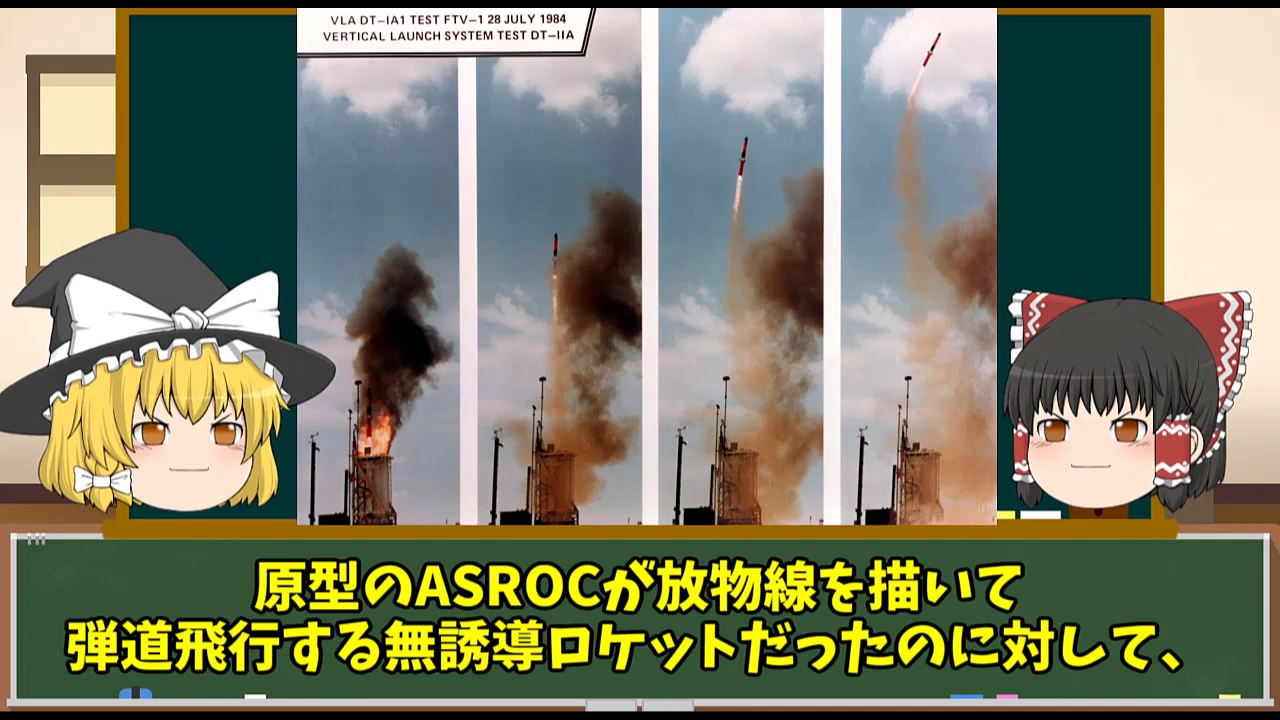 VLA DT–IA1 TEST FTV–1 28 JULY 1984
VERTICAL LAUNCH SYSTEM TEST DT–IIA
原型のASROCが放物線を描いて
弾道飛行する無誘導ロケットだったのに対して、